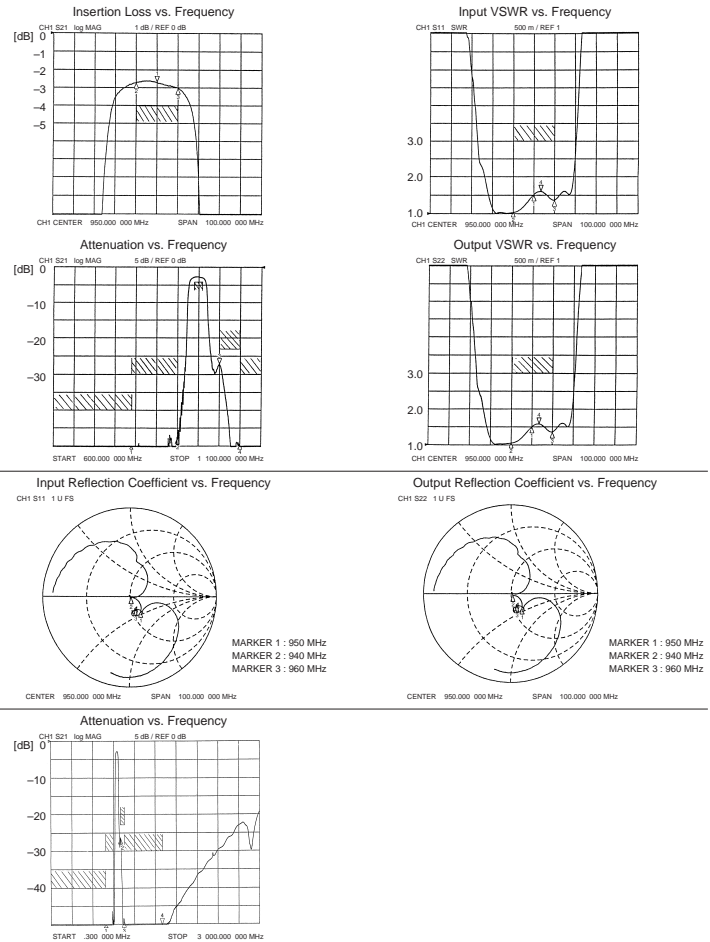 Insertion Loss vs. Frequency
CH1 S21 log MAG 1 dB / REF 0 dB
[dB] 0
–1
–2
–3
–4
–5
1
2
3
CH1 CENTER 950.000 000 MHz SPAN 100.000 000 MHz
Input VSWR vs. Frequency
CH1 S11 SWR 500 m / REF 1
3.0
2.0
1.0
4
CH1 CENTER 950.000 000 MHz SPAN 100.000 000 MHz
Attenuation vs. Frequency
CH1 S21 log MAG 5 dB / REF 0 dB
[dB] 0
–10
–20
–30
START 600.000 000 MHz STOP 1 100.000 000 MHz
Output VSWR vs. Frequency
CH1 S22 SWR 500 m / REF 1
3.0
2.0
1.0
4
CH1 CENTER 950.000 000 MHz SPAN 100.000 000 MHz
Input Reflection Coefficient vs. Frequency
CH1 S11 1 U FS
MARKER 1 : 950 MHz
MARKER 2 : 940 MHz
MARKER 3 : 960 MHz
CENTER 950.000 000 MHz SPAN 100.000 000 MHz
Output Reflection Coefficient vs. Frequency
CH1 S22 1 U FS
MARKER 1 : 950 MHz
MARKER 2 : 940 MHz
MARKER 3 : 960 MHz
CENTER 950.000 000 MHz SPAN 100.000 000 MHz
Attenuation vs. Frequency
CH1 S21 log MAG 5 dB / REF 0 dB
[dB] 0
–10
–20
–30
–40
4
START .300 000 MHz STOP 3 000.000 000 MHz